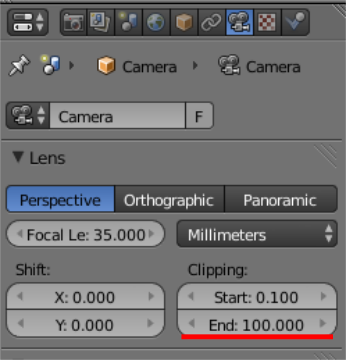 Camera Camera
Camera F
Lens
Perspective Orthographic Panoramic
Focal Le: 35.000 Millimeters
Shift: Clipping:
X: 0.000 Start: 0.100
Y: 0.000 End: 100.000